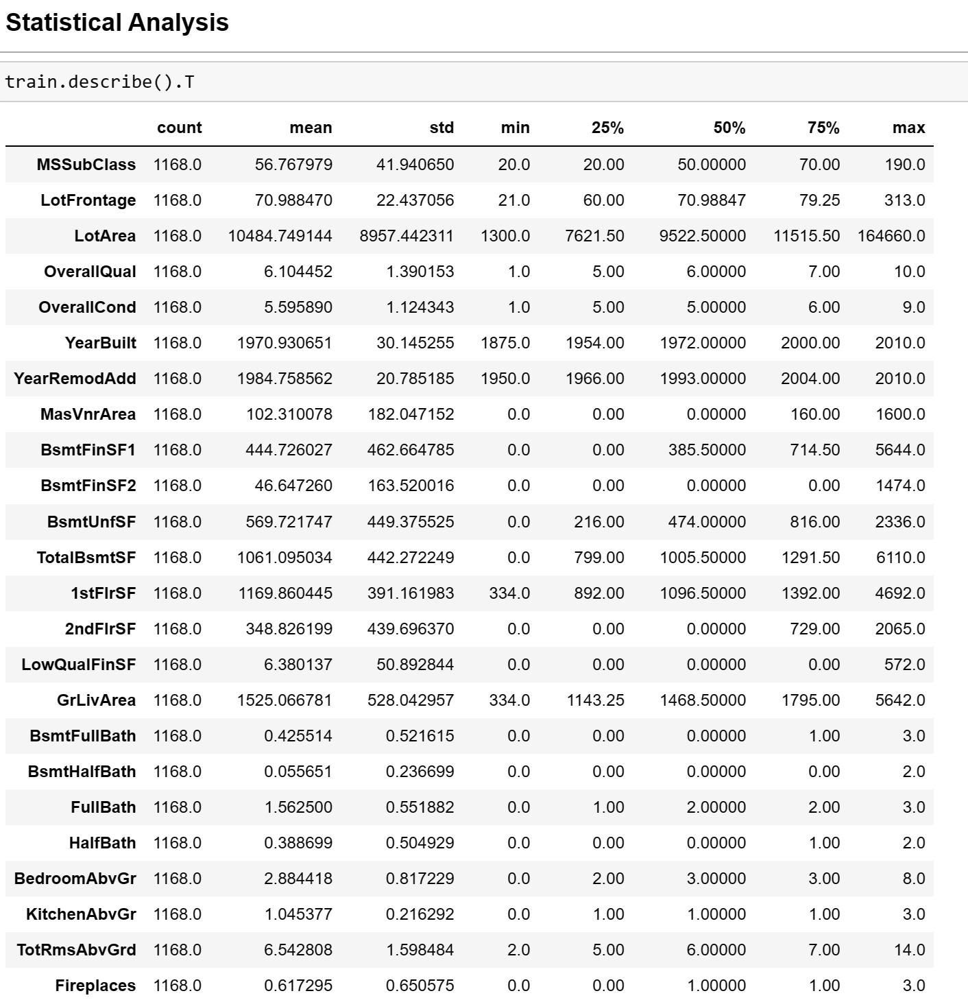 Statistical Analysis
train.describe().T
count mean std min 25% 50% 75% max
MSSubClass 1168.0 56.767979 41.940650 20.0 20.00 50.00000 70.00 190.0
LotFrontage 1168.0 70.988470 22.437056 21.0 60.00 70.98847 79.25 313.0
LotArea 1168.0 10484.749144 8957.442311 1300.0 7621.50 9522.50000 11515.50 164660.0
OverallQual 1168.0 6.104452 1.390153 1.0 5.00 6.00000 7.00 10.0
OverallCond 1168.0 5.595890 1.124343 1.0 5.00 5.00000 6.00 9.0
YearBuilt 1168.0 1970.930651 30.145255 1875.0 1954.00 1972.00000 2000.00 2010.0
YearRemodAdd 1168.0 1984.758562 20.785185 1950.0 1966.00 1993.00000 2004.00 2010.0
MasVnrArea 1168.0 102.310078 182.047152 0.0 0.00 0.00000 160.00 1600.0
BsmtFinSF1 1168.0 444.726027 462.664785 0.0 0.00 385.50000 714.50 5644.0
BsmtFinSF2 1168.0 46.647260 163.520016 0.0 0.00 0.00000 0.00 1474.0
BsmtUnfSF 1168.0 569.721747 449.375525 0.0 216.00 474.00000 816.00 2336.0
TotalBsmtSF 1168.0 1061.095034 442.272249 0.0 799.00 1005.50000 1291.50 6110.0
1stFlrSF 1168.0 1169.860445 391.161983 334.0 892.00 1096.50000 1392.00 4692.0
2ndFlrSF 1168.0 348.826199 439.696370 0.0 0.00 0.00000 729.00 2065.0
LowQualFinSF 1168.0 6.380137 50.892844 0.0 0.00 0.00000 0.00 572.0
GrLivArea 1168.0 1525.066781 528.042957 334.0 1143.25 1468.50000 1795.00 5642.0
BsmtFullBath 1168.0 0.425514 0.521615 0.0 0.00 0.00000 1.00 3.0
BsmtHalfBath 1168.0 0.055651 0.236699 0.0 0.00 0.00000 0.00 2.0
FullBath 1168.0 1.562500 0.551882 0.0 1.00 2.00000 2.00 3.0
HalfBath 1168.0 0.388699 0.504929 0.0 0.00 0.00000 1.00 2.0
BedroomAbvGr 1168.0 2.884418 0.817229 0.0 2.00 3.00000 3.00 8.0
KitchenAbvGr 1168.0 1.045377 0.216292 0.0 1.00 1.00000 1.00 3.0
TotRmsAbvGrd 1168.0 6.542808 1.598484 2.0 5.00 6.00000 7.00 14.0
Fireplaces 1168.0 0.617295 0.650575 0.0 0.00 1.00000 1.00 3.0